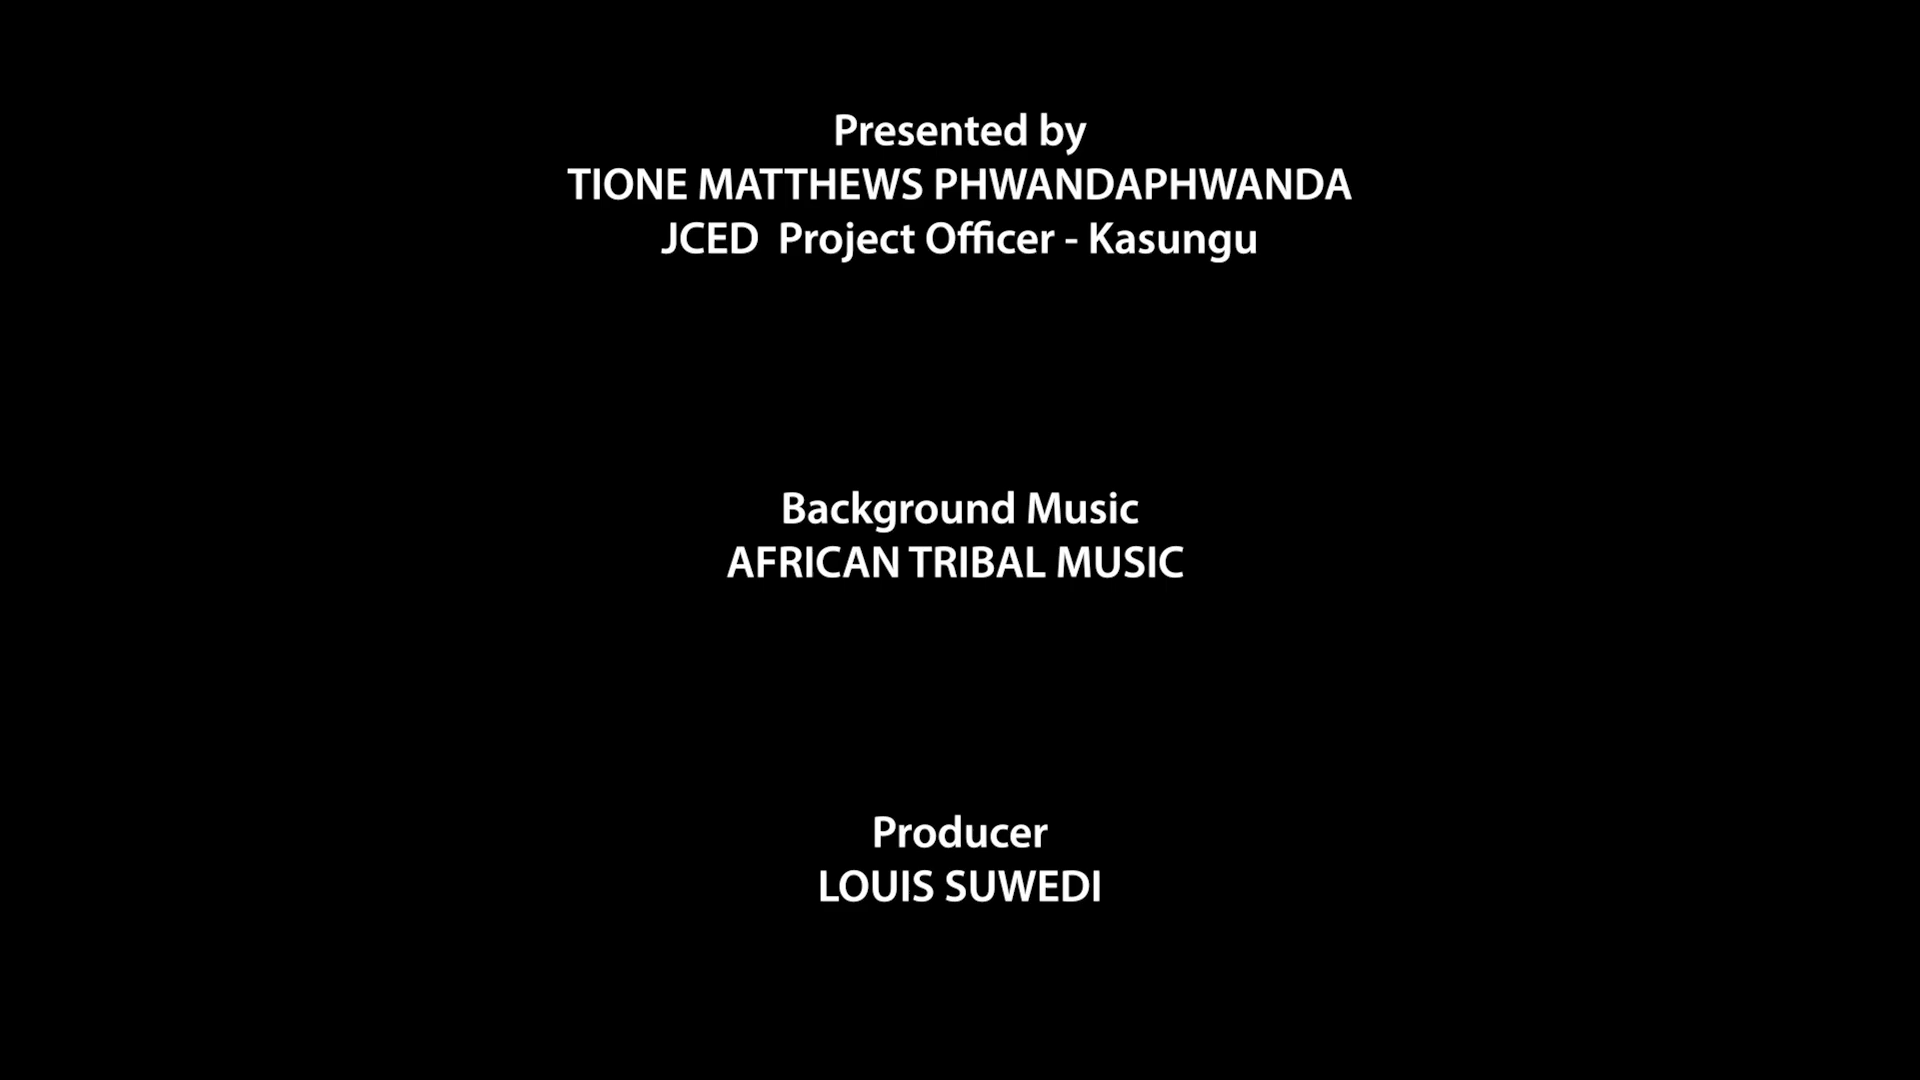 Presented by
TIONE MATTHEWS PHWANDAPHWANDA
JCED  Project Officer - Kasungu
Background Music
AFRICAN TRIBAL MUSIC
Producer
LOUIS SUWEDI